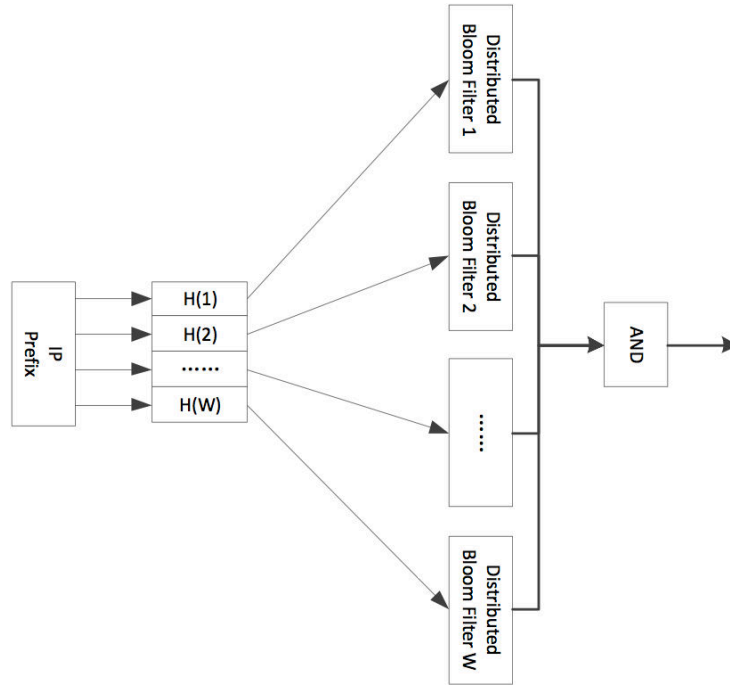 IP
Prefix
H(1)
H(2)
……
H(W)
Distributed
Bloom Filter 1
Distributed
Bloom Filter 2
……
Distributed
Bloom Filter W
AND